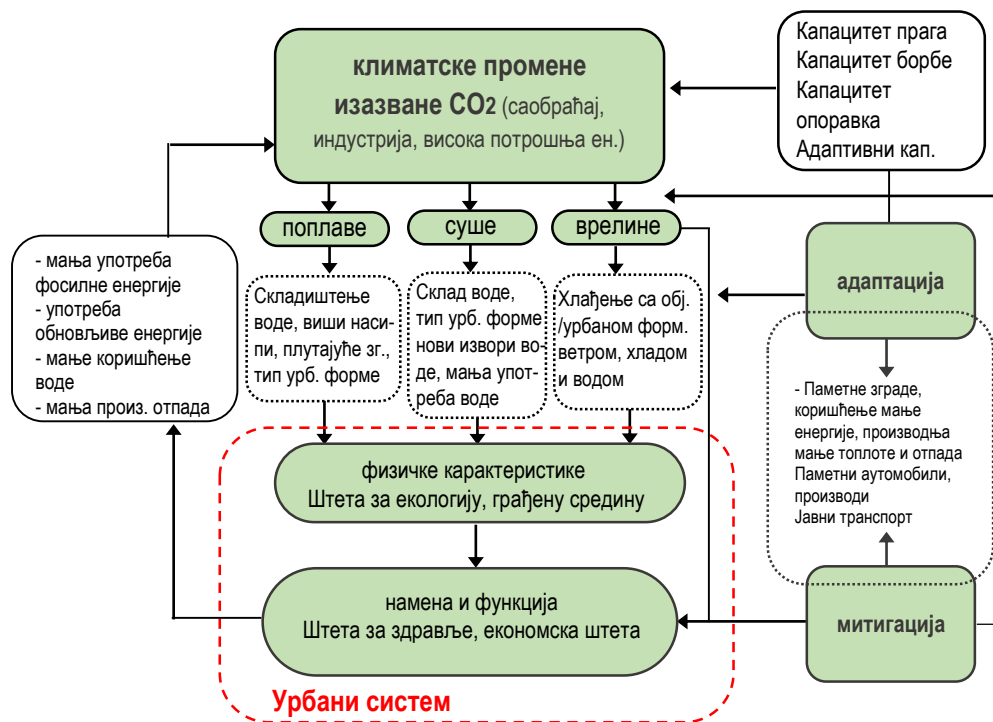 климатске промене
изазване CO2 (саобраћај,
индустрија, висока потрошња ен.)
Капацитет прага
Капацитет борбе
Капацитет
опоравка
Адаптивни кап.
поплаве
суше
врелине
- мања употреба
фосилне енергије
- употреба
обновљиве енергије
- мање коришћење
воде
- мања произ. отпада
Складиштење
воде, виши наси-
пи, плутајуће зг.,
тип урб. форме
Склад воде,
тип урб. форме
нови извори во-
де, мања упот-
реба воде
Хлађење са обј.
/урбаном форм.
ветром, хладом
и водом
адаптација
- Паметне зграде,
коришћење мање
енергије, производња
мање топлоте и отпада
Паметни аутомобили,
производи
Јавни транспорт
физичке карактеристике
Штета за екологију, грађену средину
намена и функција
Штета за здравље, економска штета
митигација
Урбани систем